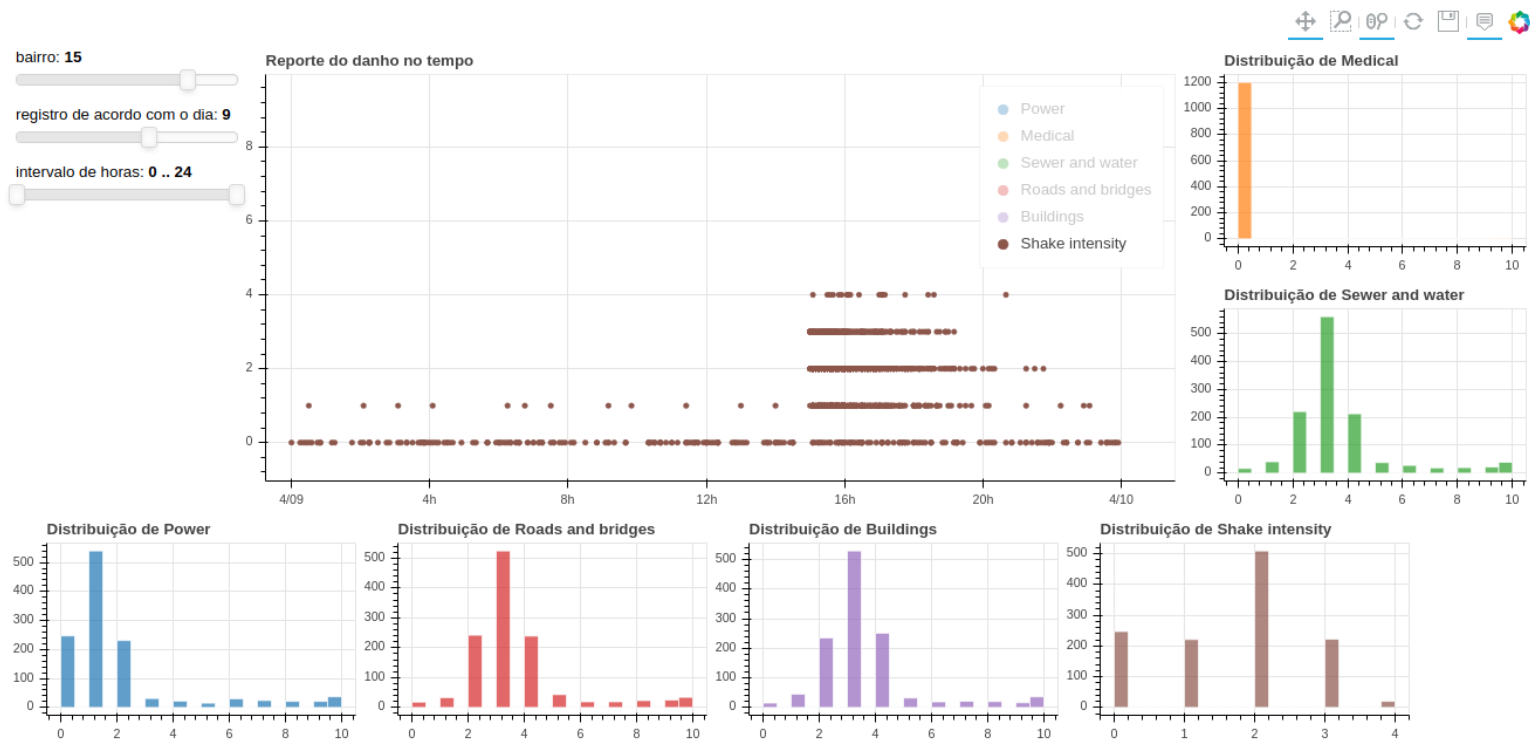 bairro: 15
registro de acordo com o dia: 9
intervalo de horas: 0 .. 24
Reporte do danho no tempo
8
6
4
2
0
4/09 4h 8h 12h 16h 20h 4/10
Power
Medical
Sewer and water
Roads and bridges
Buildings
Shake intensity
Distribuição de Medical
1200
1000
800
600
400
200
0
0 2 4 6 8 10
Distribuição de Sewer and water
500
400
300
200
100
0
0 2 4 6 8 10
Distribuição de Power
500
400
300
200
100
0
0 2 4 6 8 10
Distribuição de Roads and bridges
500
400
300
200
100
0
0 2 4 6 8 10
Distribuição de Buildings
500
400
300
200
100
0
0 2 4 6 8 10
Distribuição de Shake intensity
500
400
300
200
100
0
0 1 2 3 4